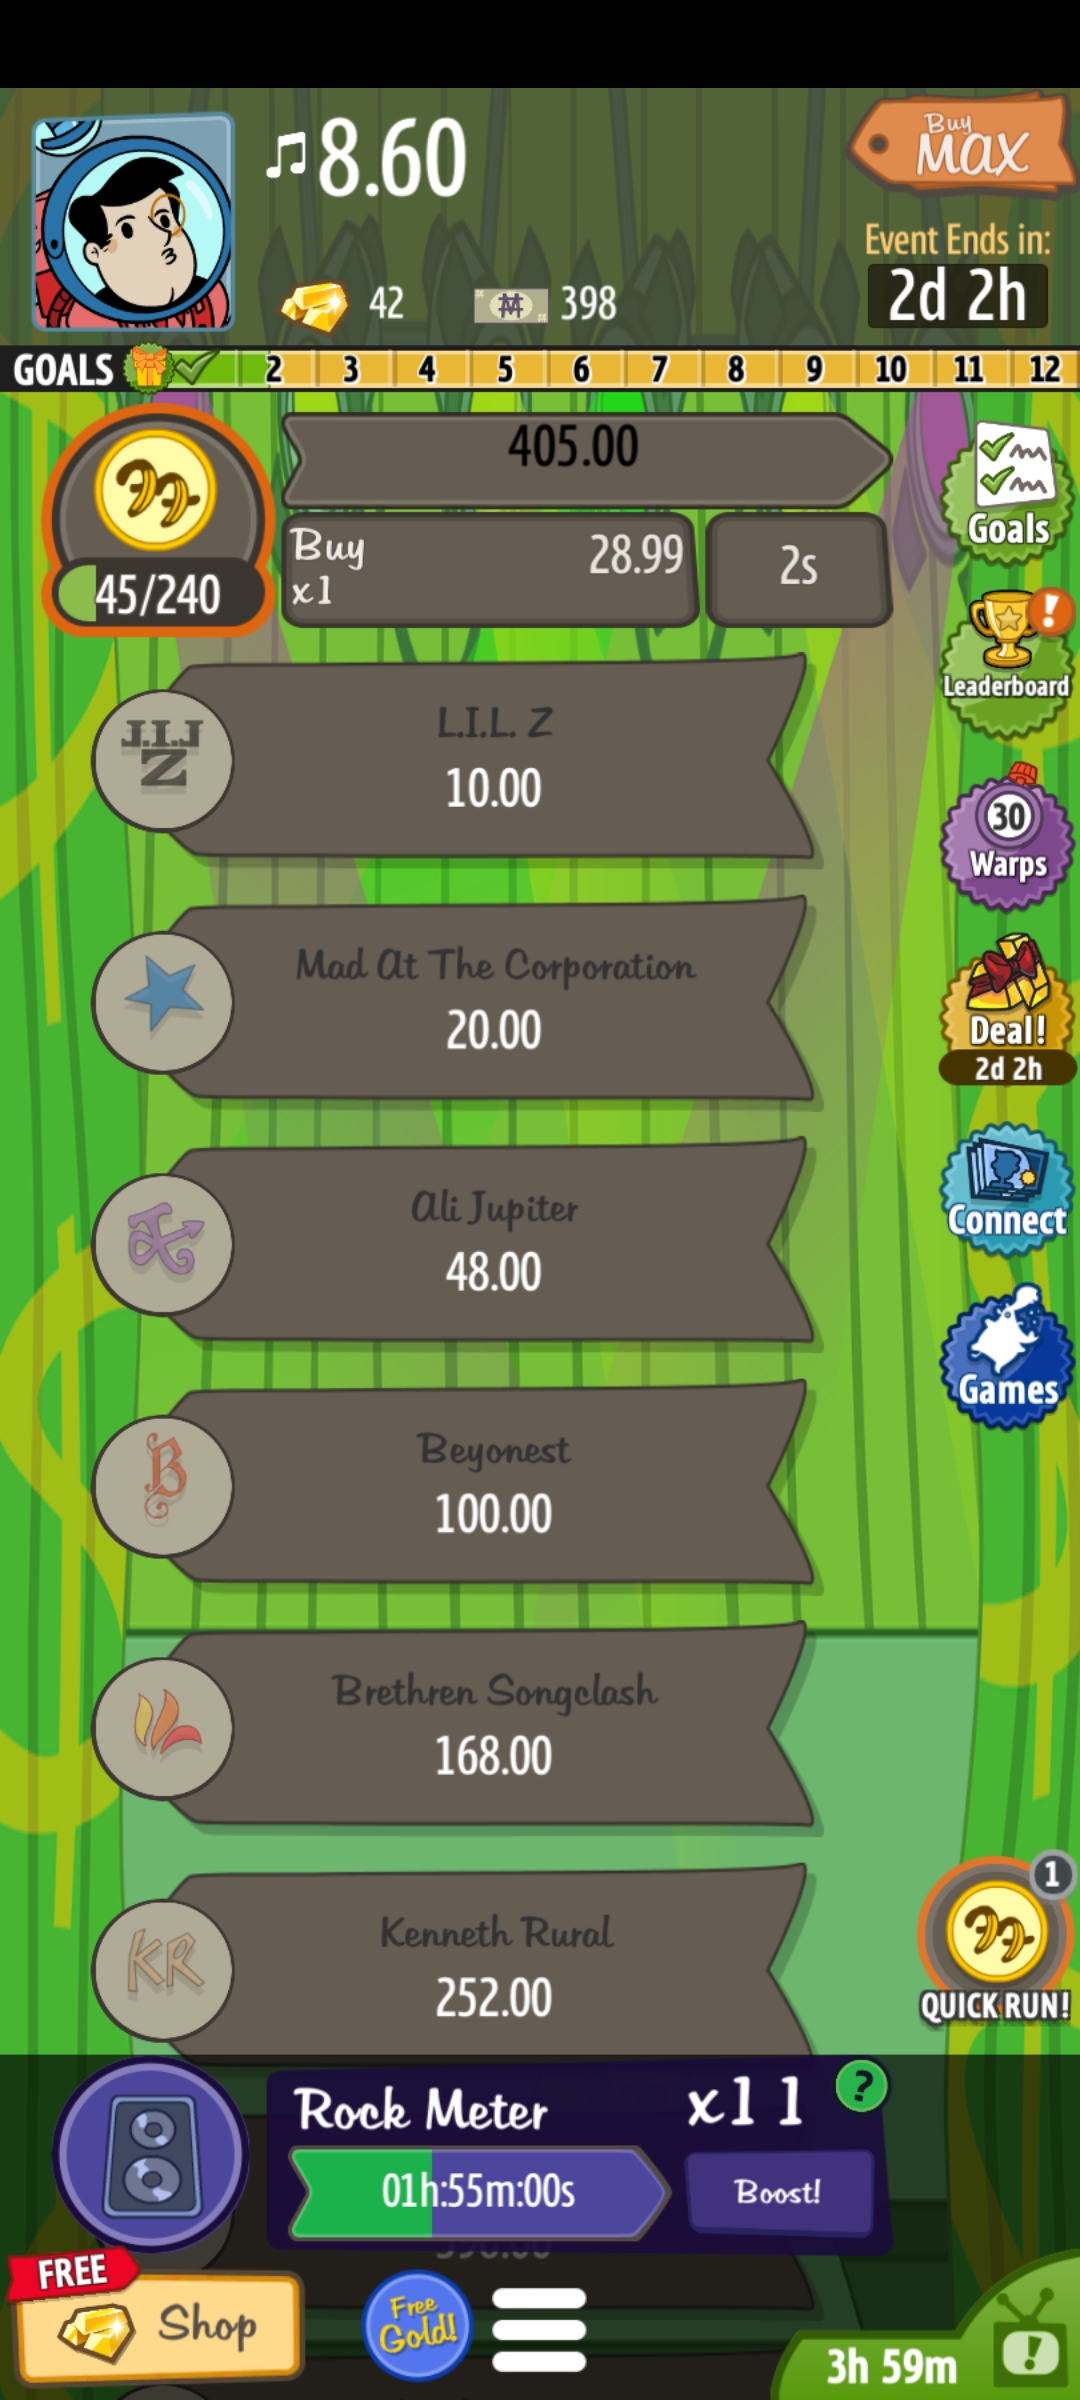 8.60
Buy
MAX
Event Ends in:
2d 2h
42
398
GOALS 2 3 4 5 6 7 8 9 10 11 12
405.00
Buy
x1
28.99
2s
45/240
Goals
Leaderboard
L.I.L. Z
10.00
30
Warps
Mad At The Corporation
20.00
Deal!
2d 2h
Ali Jupiter
48.00
Connect
Games
Beyonest
100.00
B
Brethren Songclash
168.00
KR
Kenneth Rural
252.00
1
QUICK RUN!
Rock Meter
x11
?
01h:55m:00s
Boost!
FREE
Shop
Free
Gold!
3h 59m